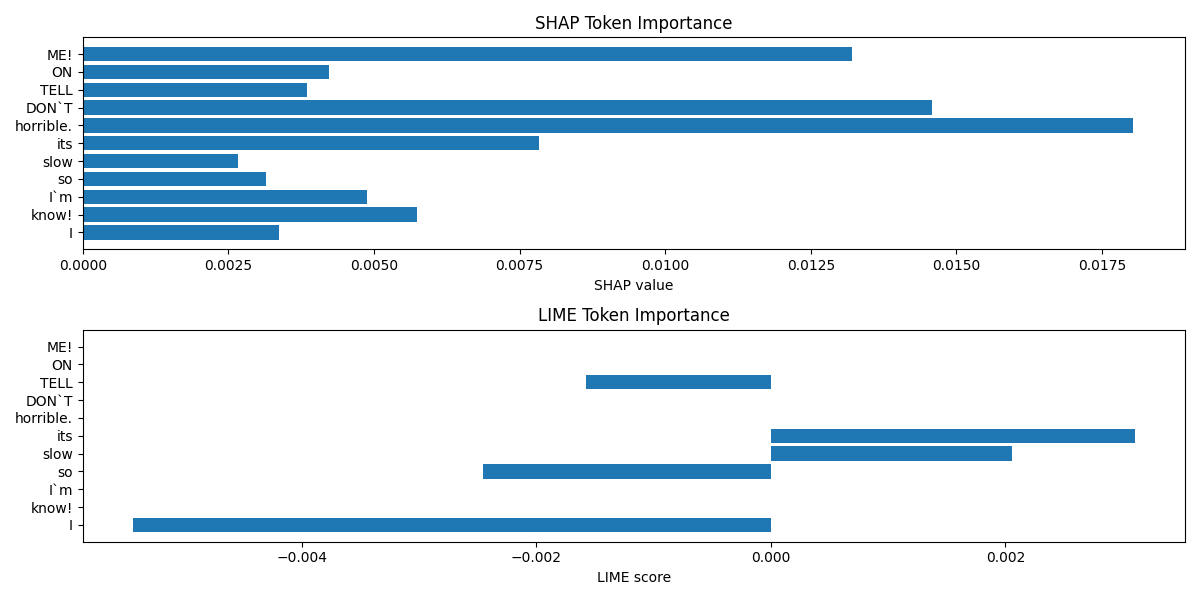 SHAP Token Importance
ME!
ON
TELL
DON`T
horrible.
its
slow
so
I`m
know!
I
0.0000 0.0025 0.0050 0.0075 0.0100 0.0125 0.0150 0.0175
SHAP value
LIME Token Importance
ME!
ON
TELL
DON`T
horrible.
its
slow
so
I`m
know!
I
−0.004 −0.002 0.000 0.002
LIME score